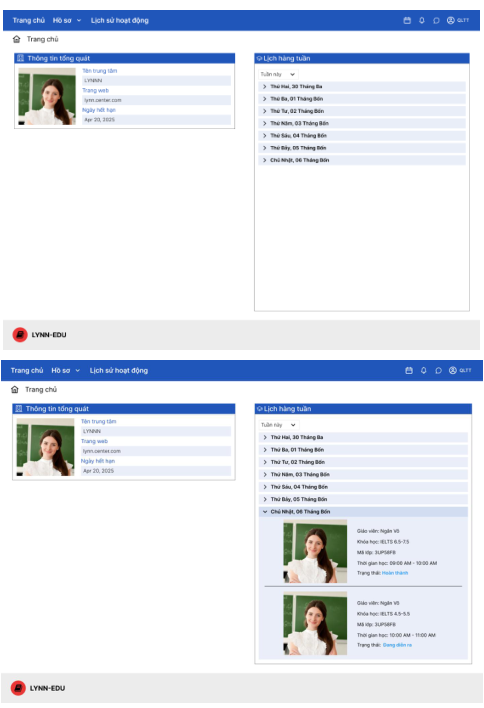 Trang chủ Hồ sơ Lịch sử hoạt động QLTT
Trang chủ
Thông tin tổng quát
Tên trung tâm
LYNNN
Trang web
lynn.center.com
Ngày hết hạn
Apr 20, 2025
Lịch hàng tuần
Tuần này
Thứ Hai, 30 Tháng Ba
Thứ Ba, 01 Tháng Bốn
Thứ Tư, 02 Tháng Bốn
Thứ Năm, 03 Tháng Bốn
Thứ Sáu, 04 Tháng Bốn
Thứ Bảy, 05 Tháng Bốn
Chủ Nhật, 06 Tháng Bốn
LYNN-EDU
Trang chủ Hồ sơ Lịch sử hoạt động QLTT
Trang chủ
Thông tin tổng quát
Tên trung tâm
LYNNN
Trang web
lynn.center.com
Ngày hết hạn
Apr 20, 2025
Lịch hàng tuần
Tuần này
Thứ Hai, 30 Tháng Ba
Thứ Ba, 01 Tháng Bốn
Thứ Tư, 02 Tháng Bốn
Thứ Năm, 03 Tháng Bốn
Thứ Sáu, 04 Tháng Bốn
Thứ Bảy, 05 Tháng Bốn
Chủ Nhật, 06 Tháng Bốn
Giáo viên: Ngân Võ
Khóa học: IELTS 6.5-7.5
Mã lớp: 3UP5BFB
Thời gian học: 09:00 AM - 10:00 AM
Trạng thái: Hoàn thành
Giáo viên: Ngân Võ
Khóa học: IELTS 4.5-5.5
Mã lớp: 3UP5BFB
Thời gian học: 10:00 AM - 11:00 AM
Trạng thái: Đang diễn ra
LYNN-EDU